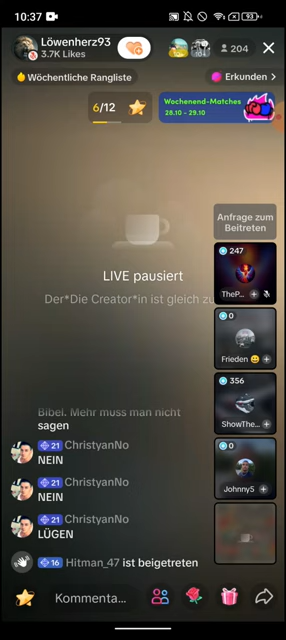 10:37
93
Löwenherz93
3.7K Likes
204
Wöchentliche Rangliste
Erkunden >
6/12
Wochenend-Matches
28.10 - 29.10
Anfrage zum
Beitreten
247
TheP...
LIVE pausiert
Der*Die Creator*in ist gleich zu
0
Frieden 😀
356
ShowThe...
Bibel. Mehr muss man nicht
sagen
21 ChristyanNo
NEIN
0
Johnny5
21 ChristyanNo
NEIN
21 ChristyanNo
LÜGEN
16 Hitman_47 ist beigetreten
Kommenta...